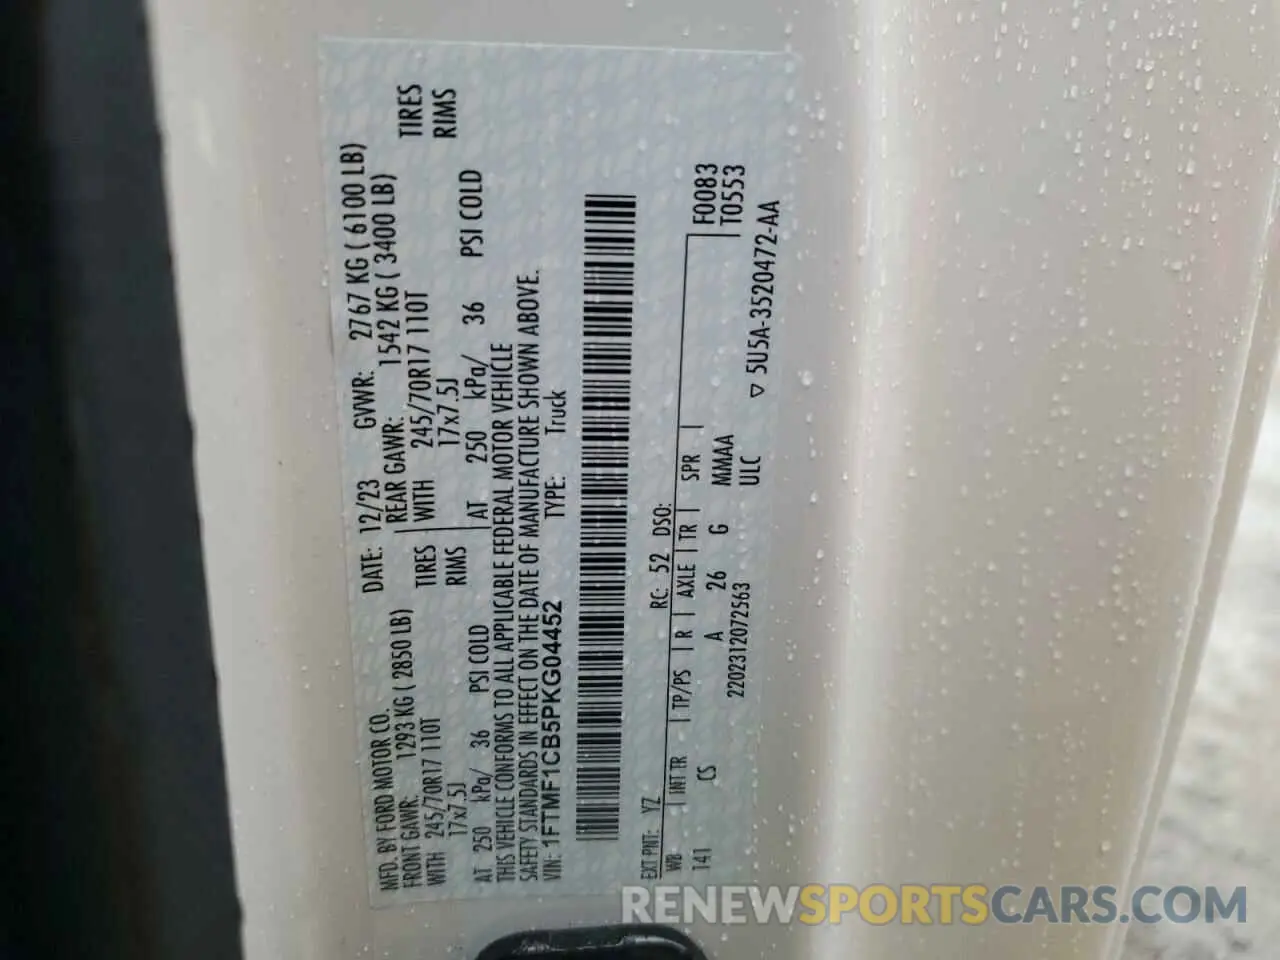 MFD. BY FORD MOTOR CO.
DATE: 12/23 GVWR: 2767 KG ( 6100 LB)
FRONT GAWR: 1293 KG ( 2850 LB) REAR GAWR: 1542 KG ( 3400 LB)
WITH 245/70R17 110T TIRES WITH 245/70R17 110T TIRES
17x7.5J RIMS 17x7.5J RIMS
AT 250 kPa/ 36 PSI COLD AT 250 kPa/ 36 PSI COLD
THIS VEHICLE CONFORMS TO ALL APPLICABLE FEDERAL MOTOR VEHICLE
SAFETY STANDARDS IN EFFECT ON THE DATE OF MANUFACTURE SHOWN ABOVE.
VIN: 1FTMF1CB5PKG04452 TYPE: Truck
EXT PNT: YZ RC: 52 DSO:
WB INT TR TP/PS R AXLE TR SPR F0083
141 CS A 26 G MMAA T0553
2202312072563 ULC
▽ 5U5A-3520472-AA
RENEWSPORTSCARS.COM